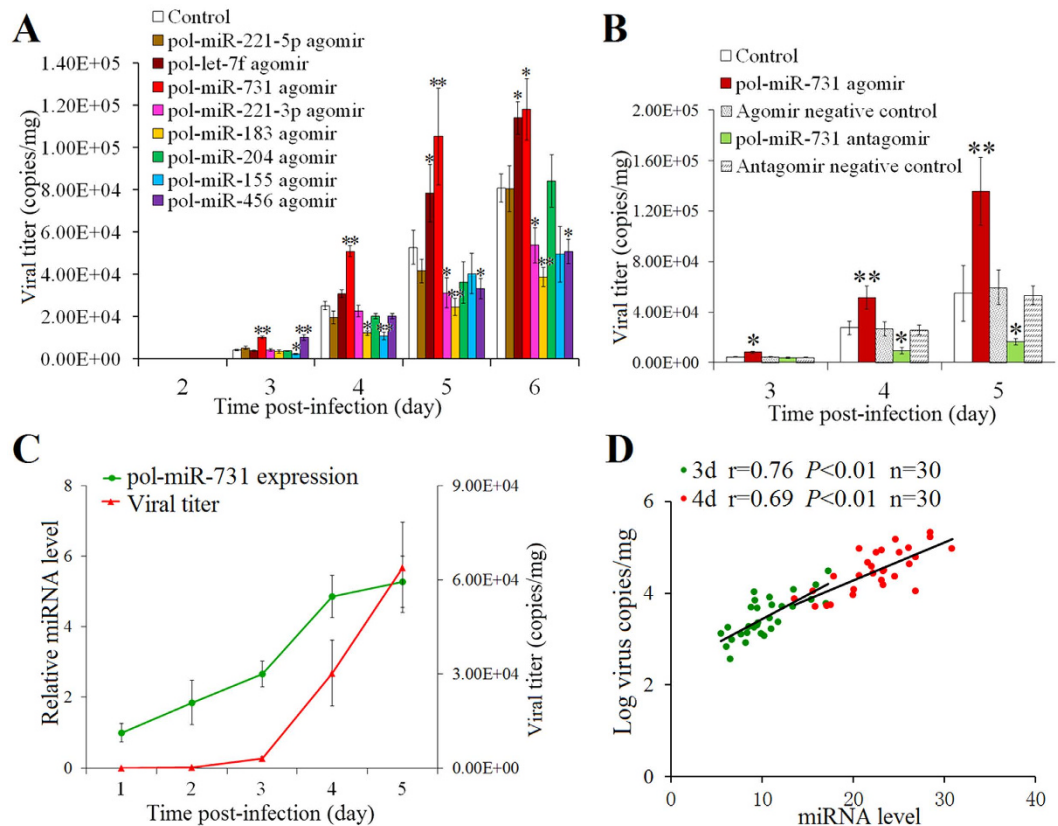 A
Control
pol-miR-221-5p agomir
pol-let-7f agomir
pol-miR-731 agomir
pol-miR-221-3p agomir
pol-miR-183 agomir
pol-miR-204 agomir
pol-miR-155 agomir
pol-miR-456 agomir
Viral titer (copies/mg)
1.40E+05
1.20E+05
1.00E+05
8.00E+04
6.00E+04
4.00E+04
2.00E+04
0.00E+00
** * ** 
** * **
* ** * ** *
* * * ** *
2 3 4 5 6
Time post-infection (day)
B
Control
pol-miR-731 agomir
Agomir negative control
pol-miR-731 antagomir
Antagomir negative control
Viral titer (copies/mg)
2.00E+05
1.60E+05
1.20E+05
8.00E+04
4.00E+04
0.00E+00
* ** * ** *
3 4 5
Time post-infection (day)
C
pol-miR-731 expression
Viral titer
Relative miRNA level
8
6
4
2
0
9.00E+04
6.00E+04
3.00E+04
0.00E+00
Viral titer (copies/mg)
1 2 3 4 5
Time post-infection (day)
D
3d r=0.76 P<0.01 n=30
4d r=0.69 P<0.01 n=30
Log virus copies/mg
6
4
2
0
0 10 20 30 40
miRNA level